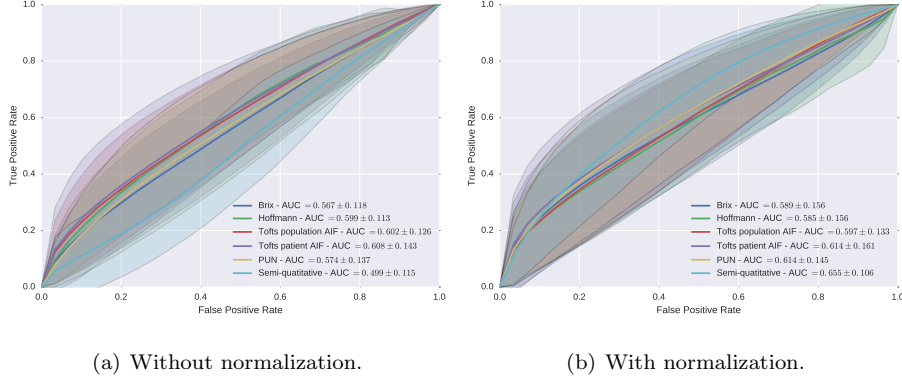 1.0
0.8
0.6
0.4
0.2
0.0
True Positive Rate
0.0 0.2 0.4 0.6 0.8 1.0
False Positive Rate
Brix - AUC = 0.567 ± 0.118
Hoffmann - AUC = 0.599 ± 0.113
Tofts population AIF - AUC = 0.602 ± 0.126
Tofts patient AIF - AUC = 0.608 ± 0.143
PUN - AUC = 0.574 ± 0.137
Semi-quatitative - AUC = 0.499 ± 0.115
(a) Without normalization.
1.0
0.8
0.6
0.4
0.2
0.0
True Positive Rate
0.0 0.2 0.4 0.6 0.8 1.0
False Positive Rate
Brix - AUC = 0.589 ± 0.156
Hoffmann - AUC = 0.585 ± 0.156
Tofts population AIF - AUC = 0.597 ± 0.133
Tofts patient AIF - AUC = 0.614 ± 0.161
PUN - AUC = 0.614 ± 0.145
Semi-quatitative - AUC = 0.655 ± 0.106
(b) With normalization.